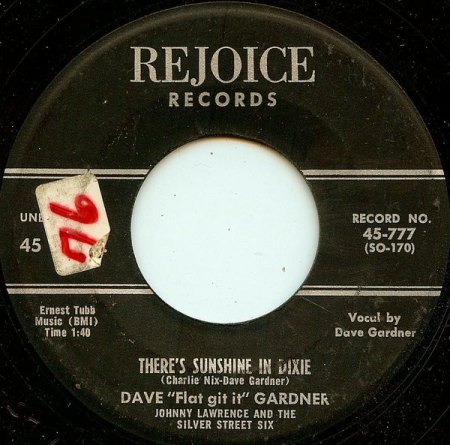 REJOICE
RECORDS
45
RECORD NO.
45-777
(SO-170)
Ernest Tubb
Music (BMI)
Time 1:40
Vocal by
Dave Gardner
THERE'S SUNSHINE IN DIXIE
(Charlie Nix-Dave Gardner)
DAVE "Flat git it" GARDNER
JOHNNY LAWRENCE AND THE
SILVER STREET SIX